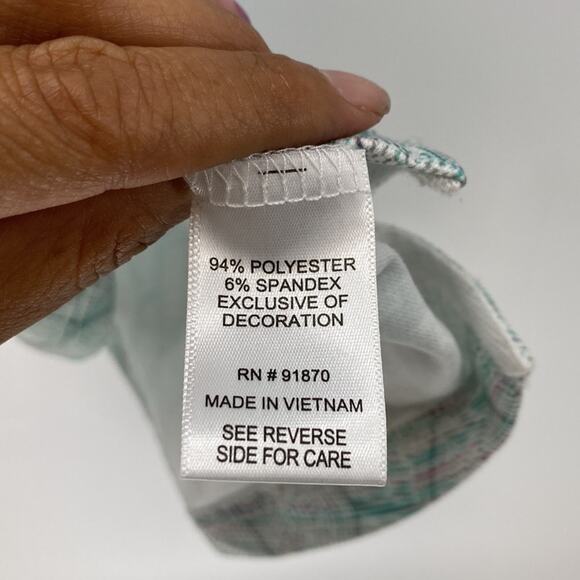 94% POLYESTER
6% SPANDEX
EXCLUSIVE OF
DECORATION
RN # 91870
MADE IN VIETNAM
SEE REVERSE
SIDE FOR CARE